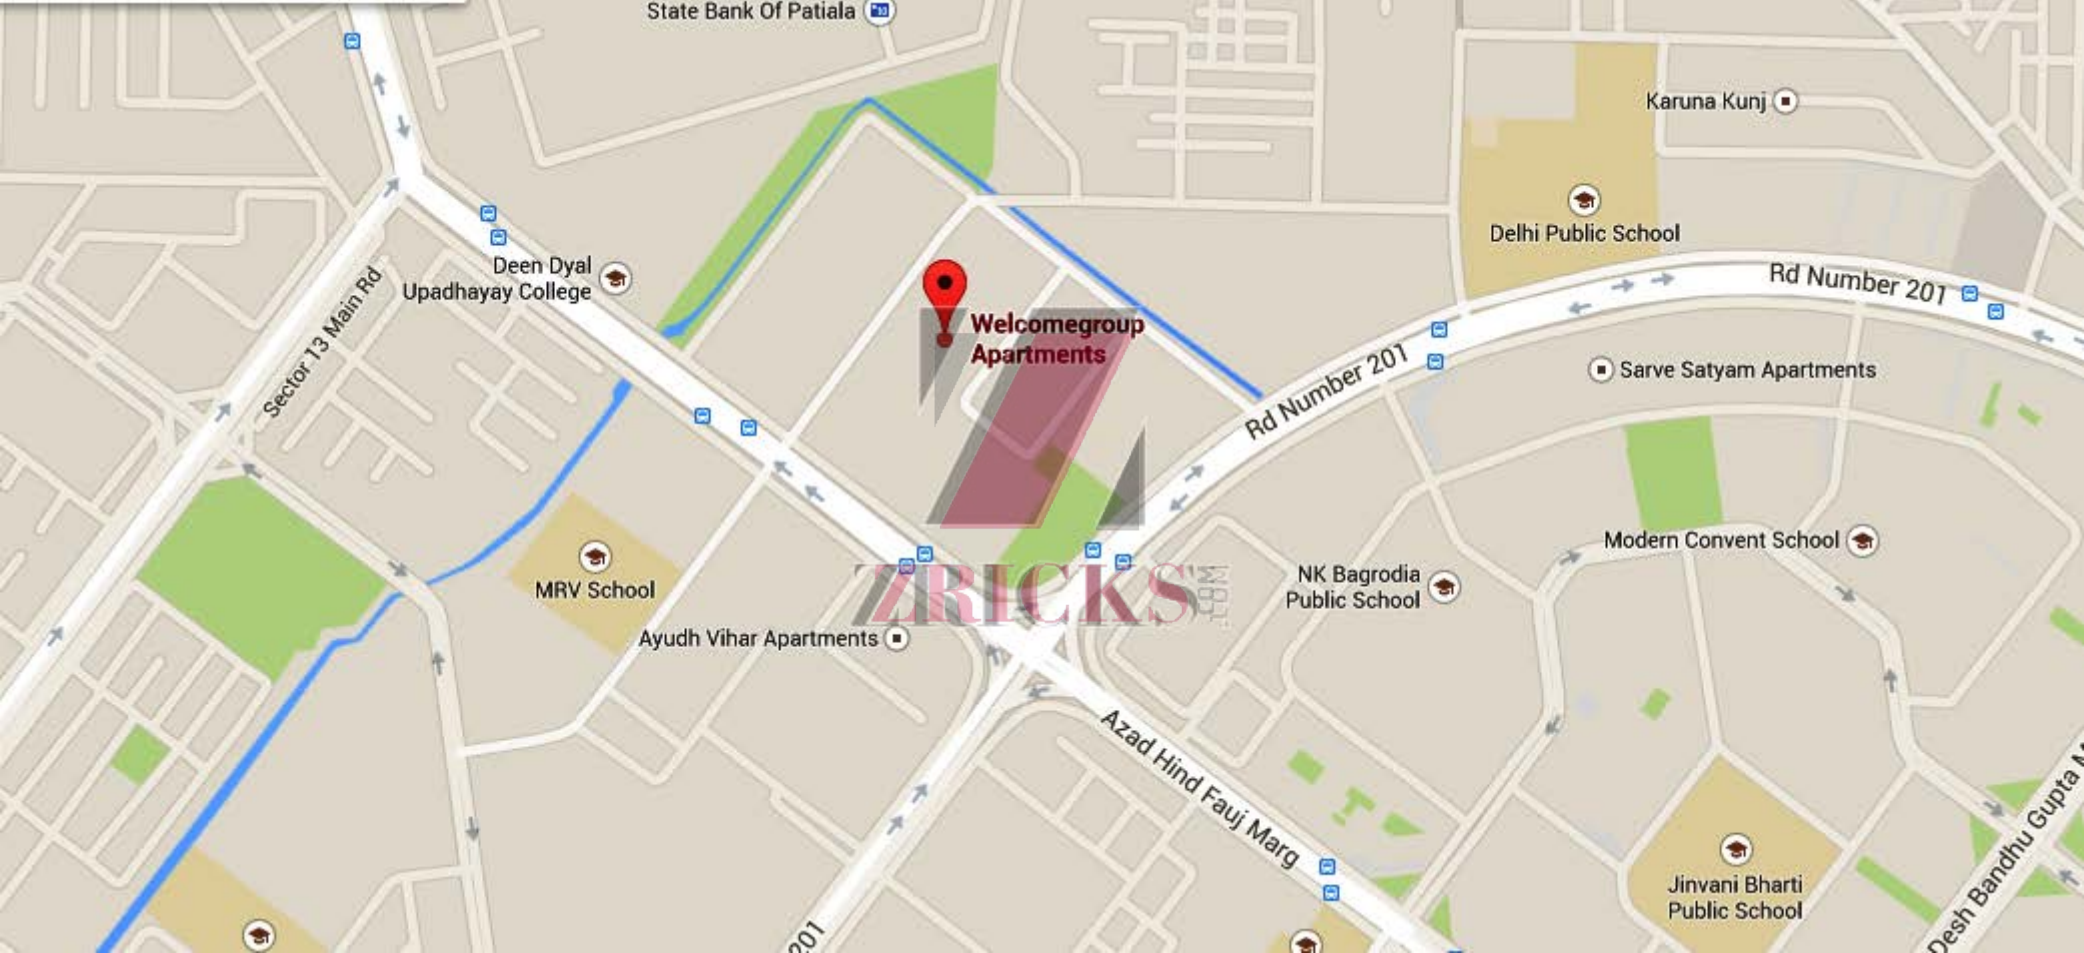 State Bank Of Patiala
Karuna Kunj
Delhi Public School
Deen Dyal
Upadhayay College
Rd Number 201
Sector 13 Main Rd
Welcomegroup
Apartments
Rd Number 201
Sarve Satyam Apartments
Modern Convent School
MRV School
NK Bagrodia
Public School
ZRICKS
.COM
Ayudh Vihar Apartments
Azad Hind Fauj Marg
Jinvani Bharti
Public School
Desh Bandhu Gupta M
201